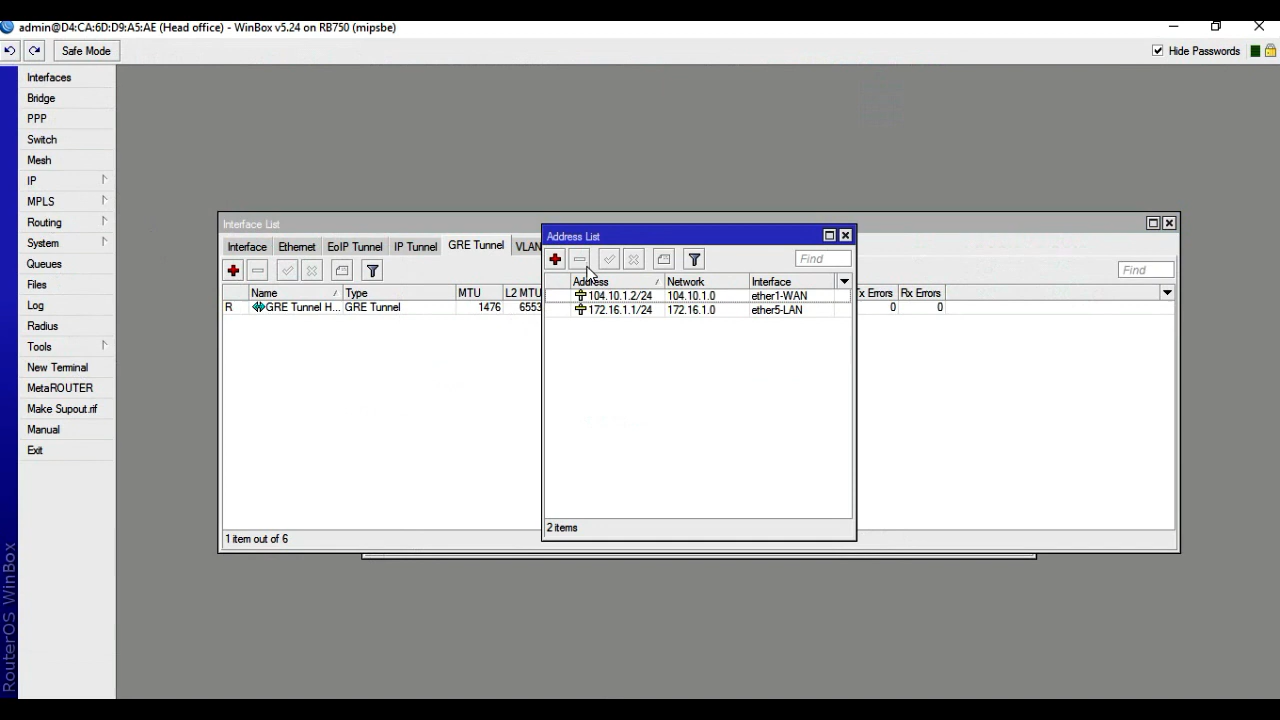 admin@D4:CA:6D:D9:A5:AE (Head office) - WinBox v5.24 on RB750 (mipsbe)
Safe Mode
Hide Passwords
Interfaces
Bridge
PPP
Switch
Mesh
IP
MPLS
Routing
System
Queues
Files
Log
Radius
Tools
New Terminal
MetaROUTER
Make Supout.rif
Manual
Exit
RouterOS WinBox
Interface List
Interface Ethernet EoIP Tunnel IP Tunnel GRE Tunnel VLAN
Find
Name Type MTU L2 MTU Tx Errors Rx Errors
R GRE Tunnel H... GRE Tunnel 1476 6553 0 0
1 item out of 6
Address List
Find
Address Network Interface
104.10.1.2/24 104.10.1.0 ether1-WAN
172.16.1.1/24 172.16.1.0 ether5-LAN
2 items